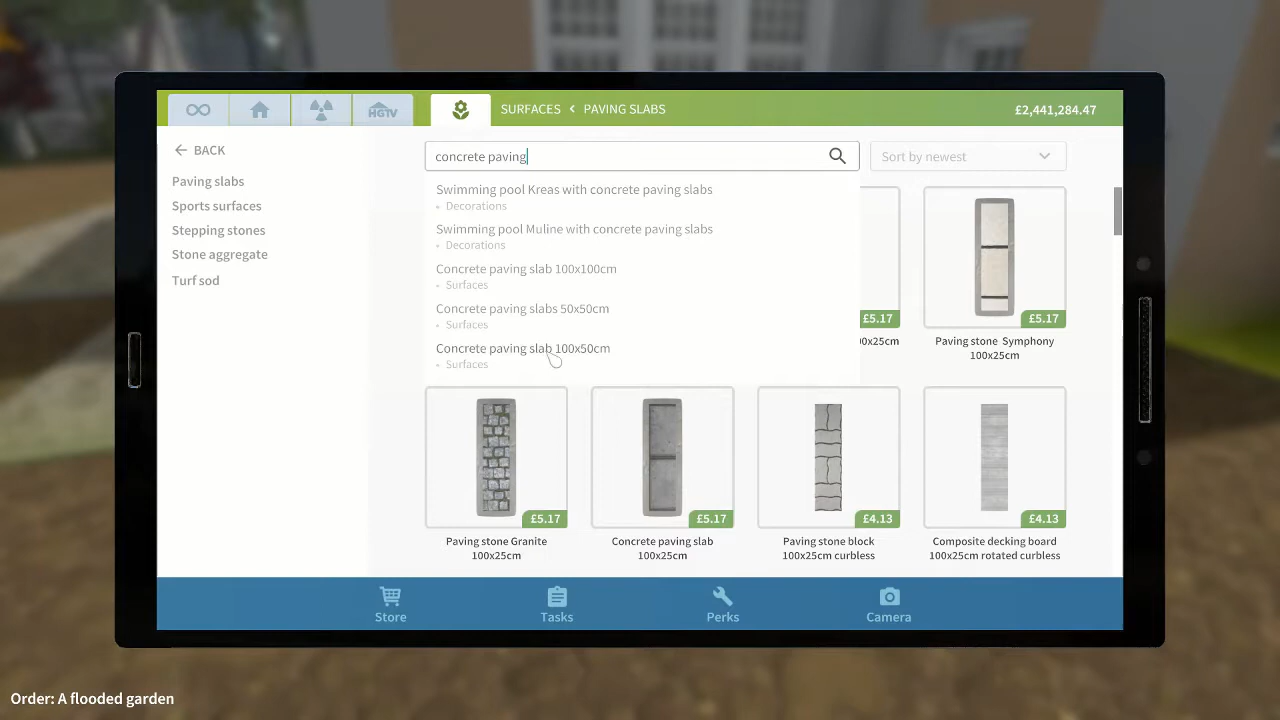 HGTV
SURFACES < PAVING SLABS
£2,441,284.47
BACK
concrete paving
Sort by newest
Paving slabs
Sports surfaces
Stepping stones
Stone aggregate
Turf sod
Swimming pool Kreas with concrete paving slabs
• Decorations
Swimming pool Muline with concrete paving slabs
• Decorations
Concrete paving slab 100x100cm
• Surfaces
Concrete paving slabs 50x50cm
• Surfaces
Concrete paving slab 100x50cm
• Surfaces
£5.17
0x25cm
£5.17
Paving stone Symphony
100x25cm
£5.17
Paving stone Granite
100x25cm
£5.17
Concrete paving slab
100x25cm
£4.13
Paving stone block
100x25cm curbless
£4.13
Composite decking board
100x25cm rotated curbless
Store
Tasks
Perks
Camera
Order: A flooded garden